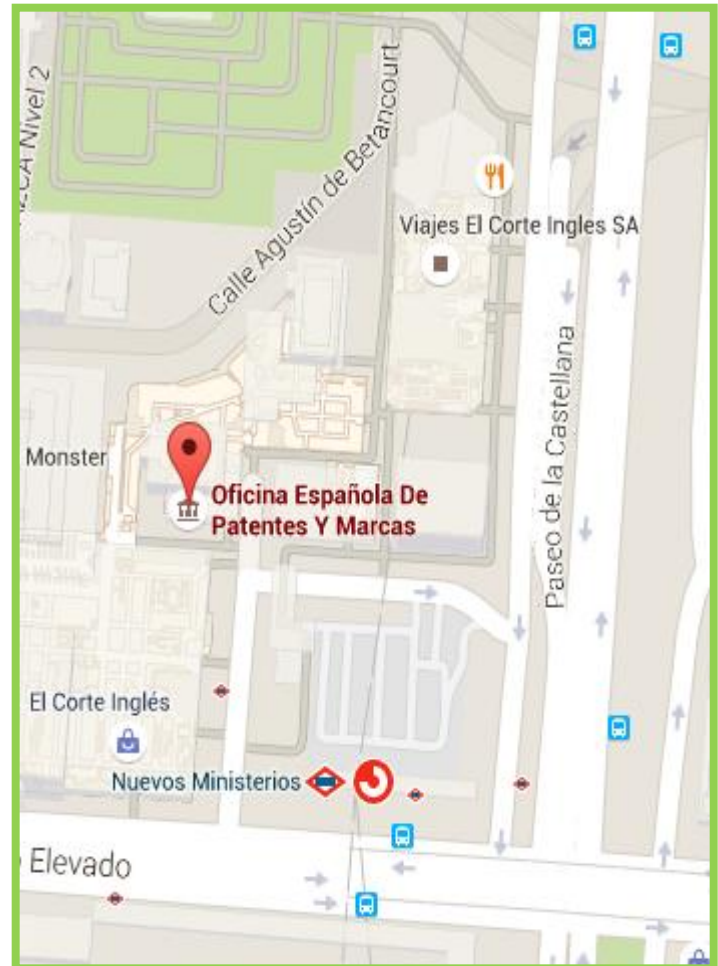 AZCA Nivel 2
Calle Agustín de Betancourt
Viajes El Corte Ingles SA
Paseo de la Castellana
Monster
Oficina Española De
Patentes Y Marcas
El Corte Inglés
Nuevos Ministerios
Elevado